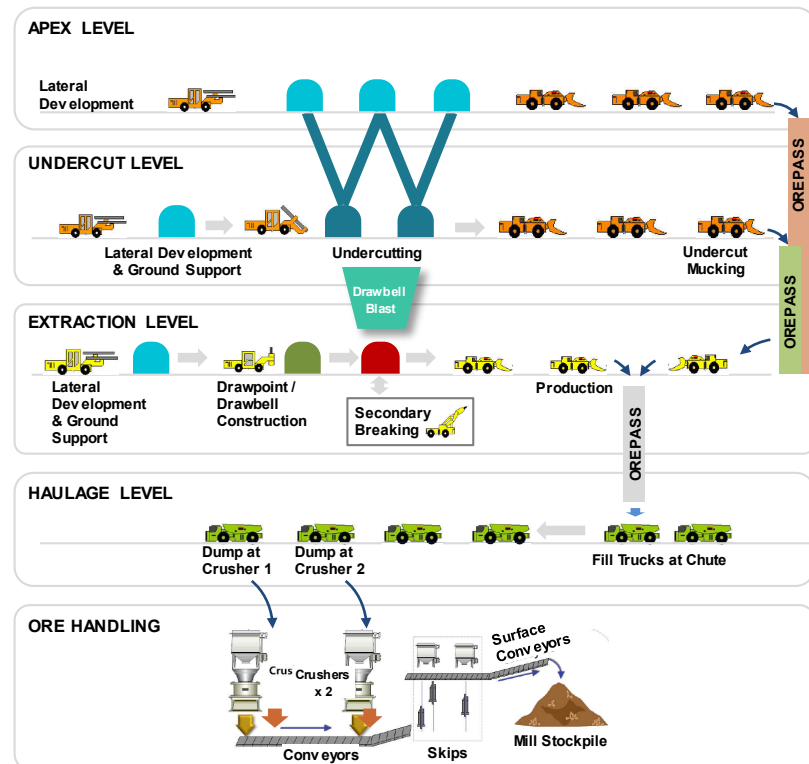 APEX LEVEL
Lateral
Development
OREPASS
UNDERCUT LEVEL
Lateral Development
& Ground Support
Undercutting
Undercut
Mucking
Drawbell
Blast
OREPASS
EXTRACTION LEVEL
Lateral
Development
& Ground
Support
Drawpoint /
Drawbell
Construction
Secondary
Breaking
Production
OREPASS
HAULAGE LEVEL
Dump at
Crusher 1
Dump at
Crusher 2
Fill Trucks at Chute
ORE HANDLING
Crus
Crushers
x 2
Conveyors
Skips
Surface
Conveyors
Mill Stockpile